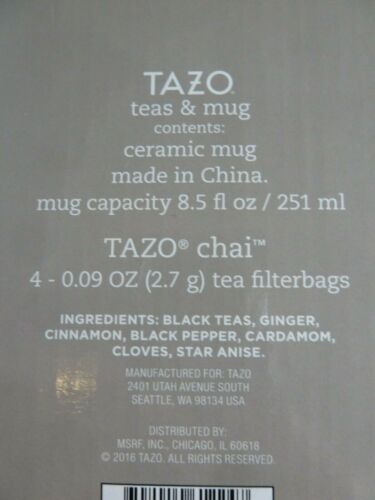 TAZO
teas & mug
contents:
ceramic mug
made in China.
mug capacity 8.5 fl oz / 251 ml
TAZO® chai™
4 - 0.09 OZ (2.7 g) tea filterbags
INGREDIENTS: BLACK TEAS, GINGER,
CINNAMON, BLACK PEPPER, CARDAMOM,
CLOVES, STAR ANISE.
MANUFACTURED FOR: TAZO
2401 UTAH AVENUE SOUTH
SEATTLE, WA 98134 USA
DISTRIBUTED BY:
MSRF, INC., CHICAGO, IL 60618
© 2016 TAZO. ALL RIGHTS RESERVED.